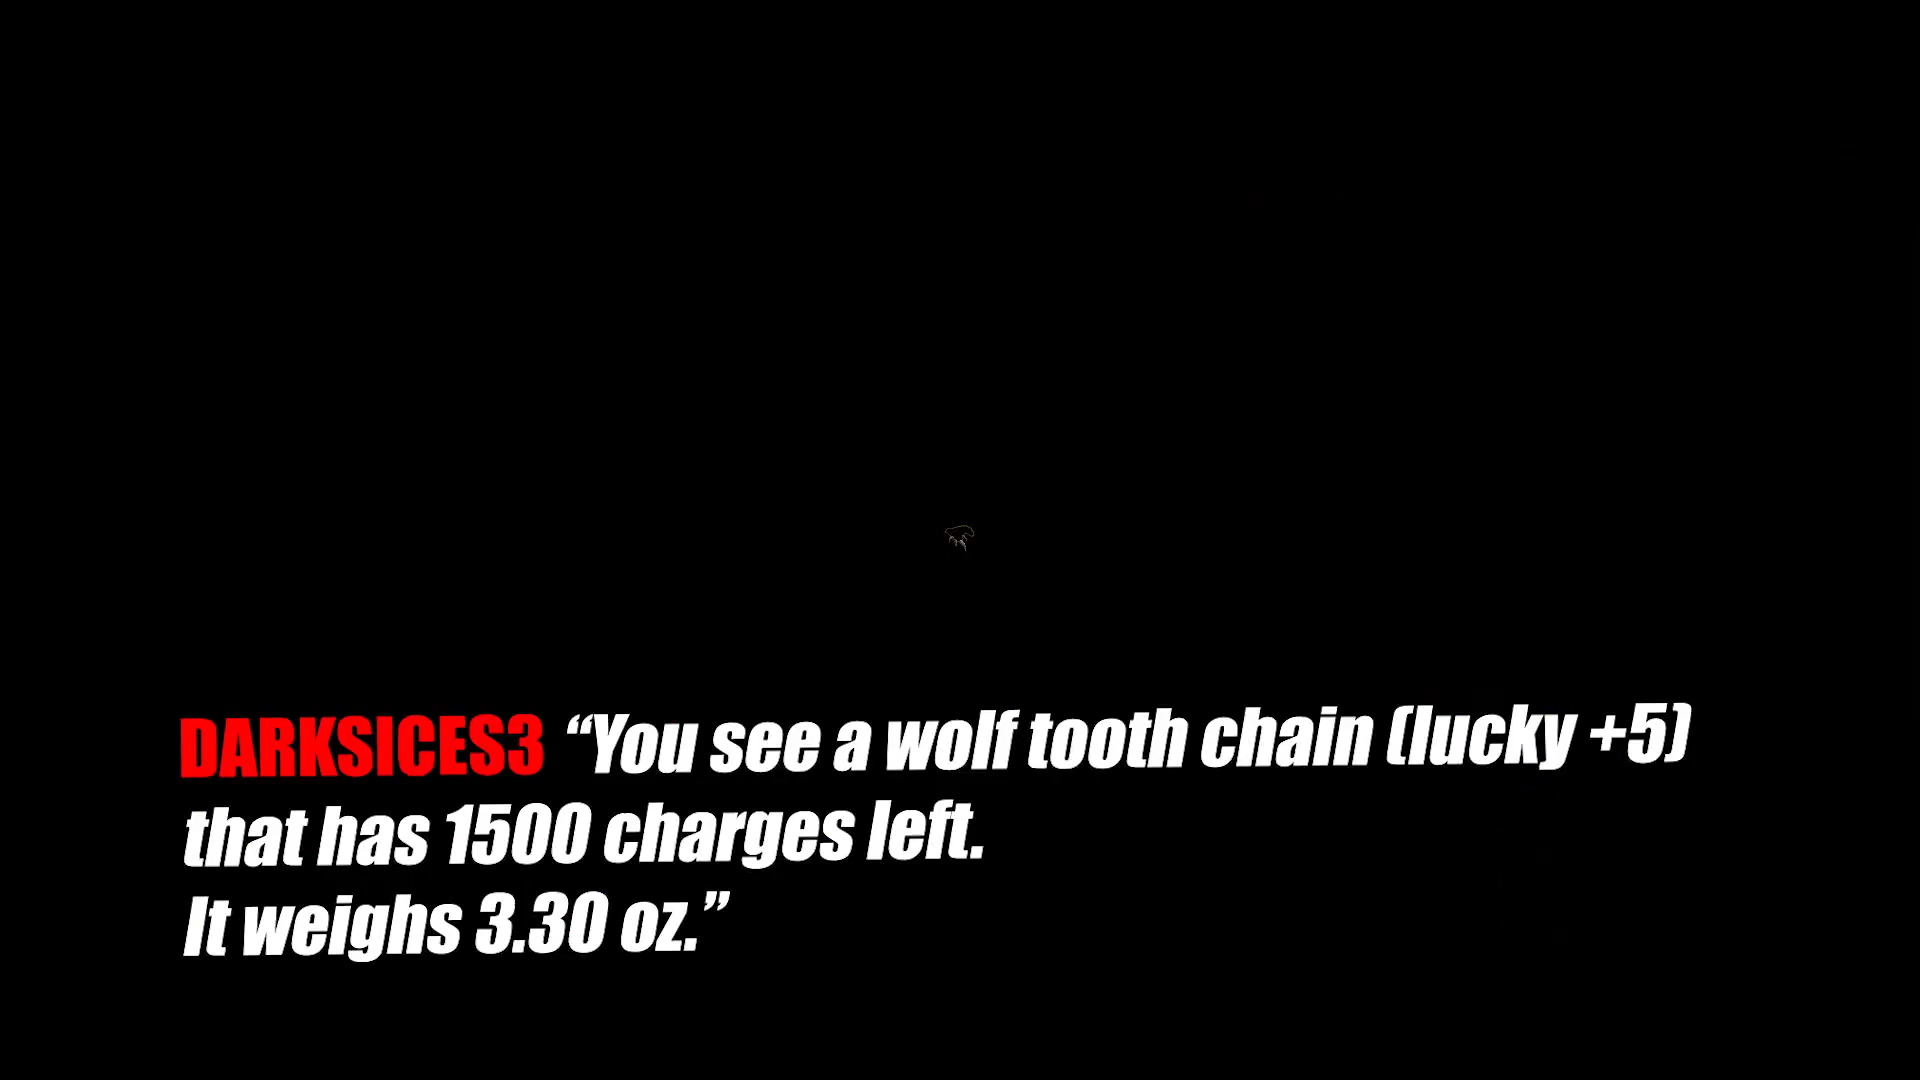 DARKSICES3 “You see a wolf tooth chain (lucky +5)
that has 1500 charges left.
It weighs 3.30 oz.”